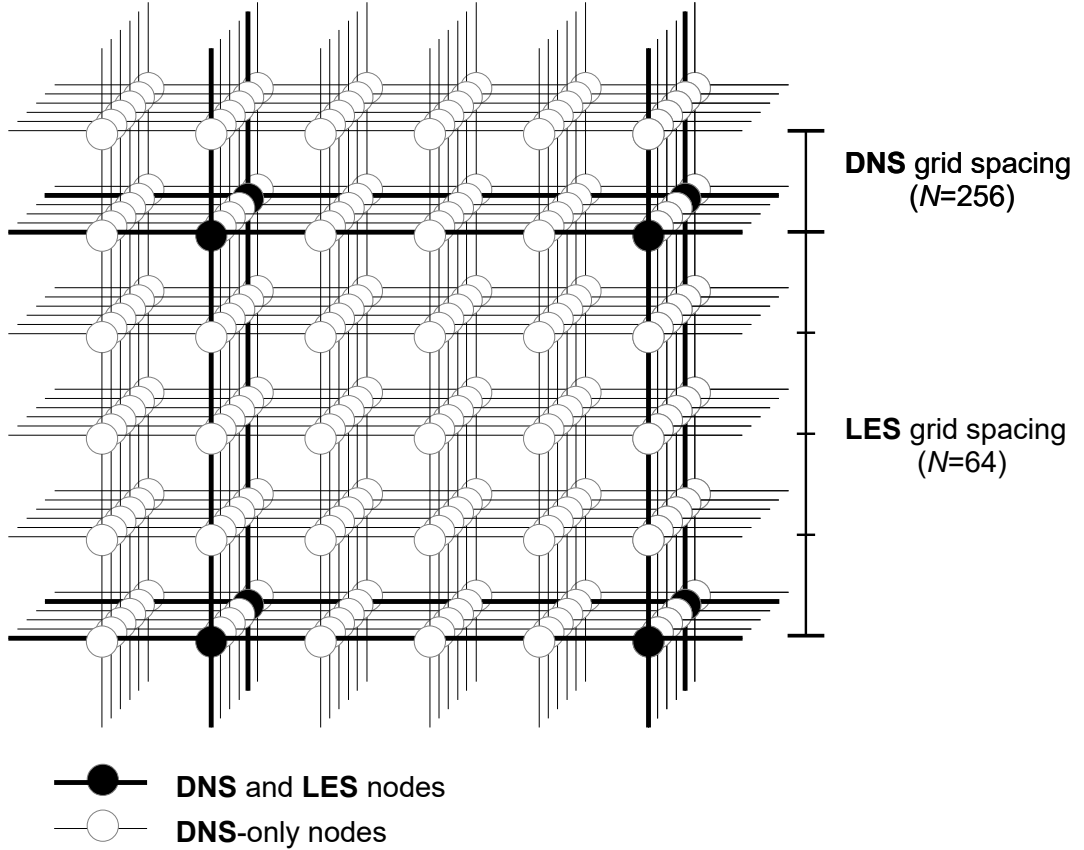 DNS grid spacing
(N=256)
LES grid spacing
(N=64)
DNS and LES nodes
DNS-only nodes